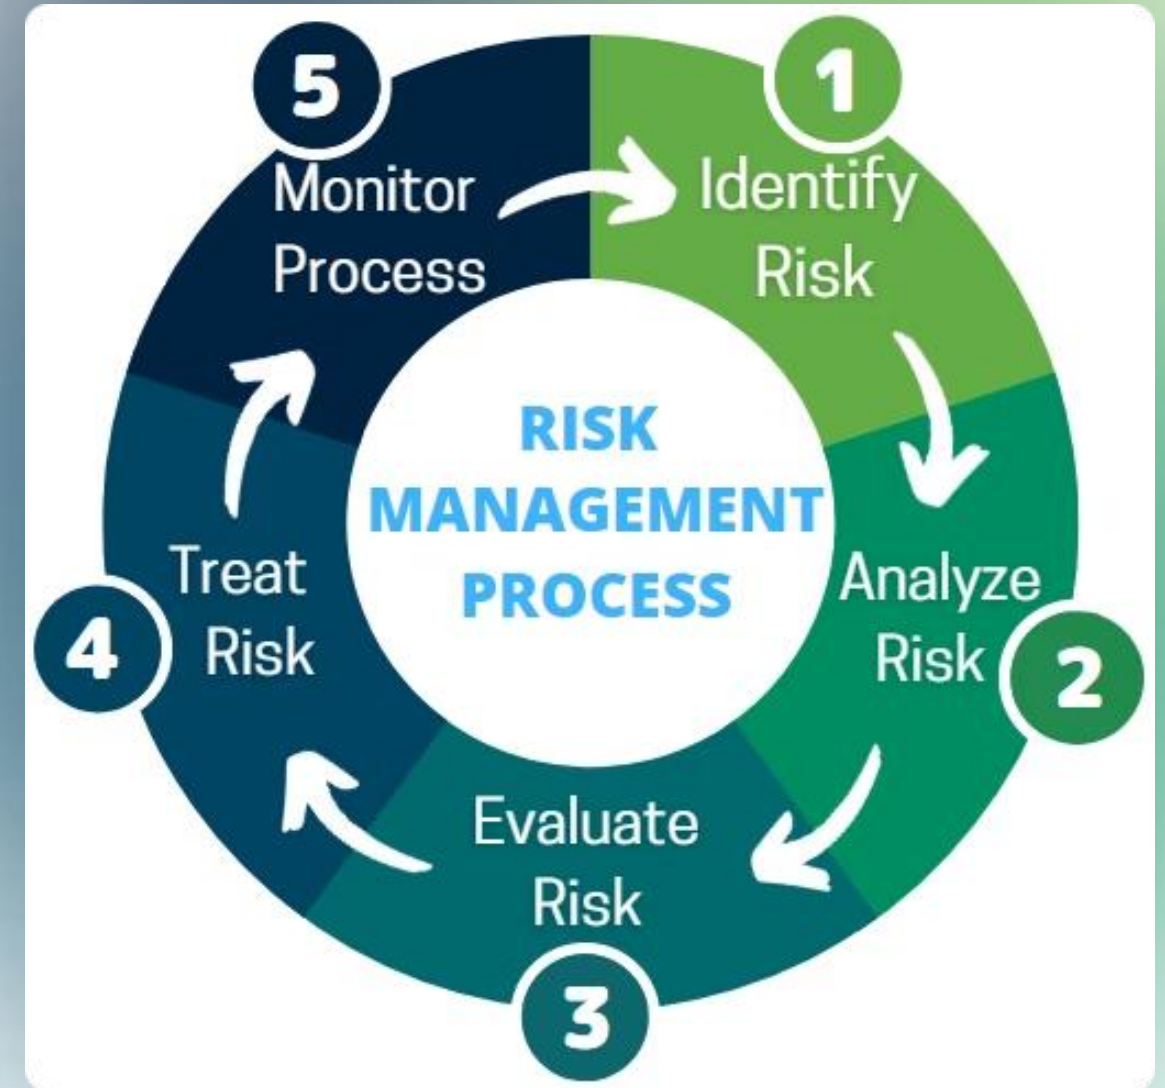 RISK
MANAGEMENT
PROCESS
1
Identify
Risk
2
Analyze
Risk
3
Evaluate
Risk
4
Treat
Risk
5
Monitor
Process